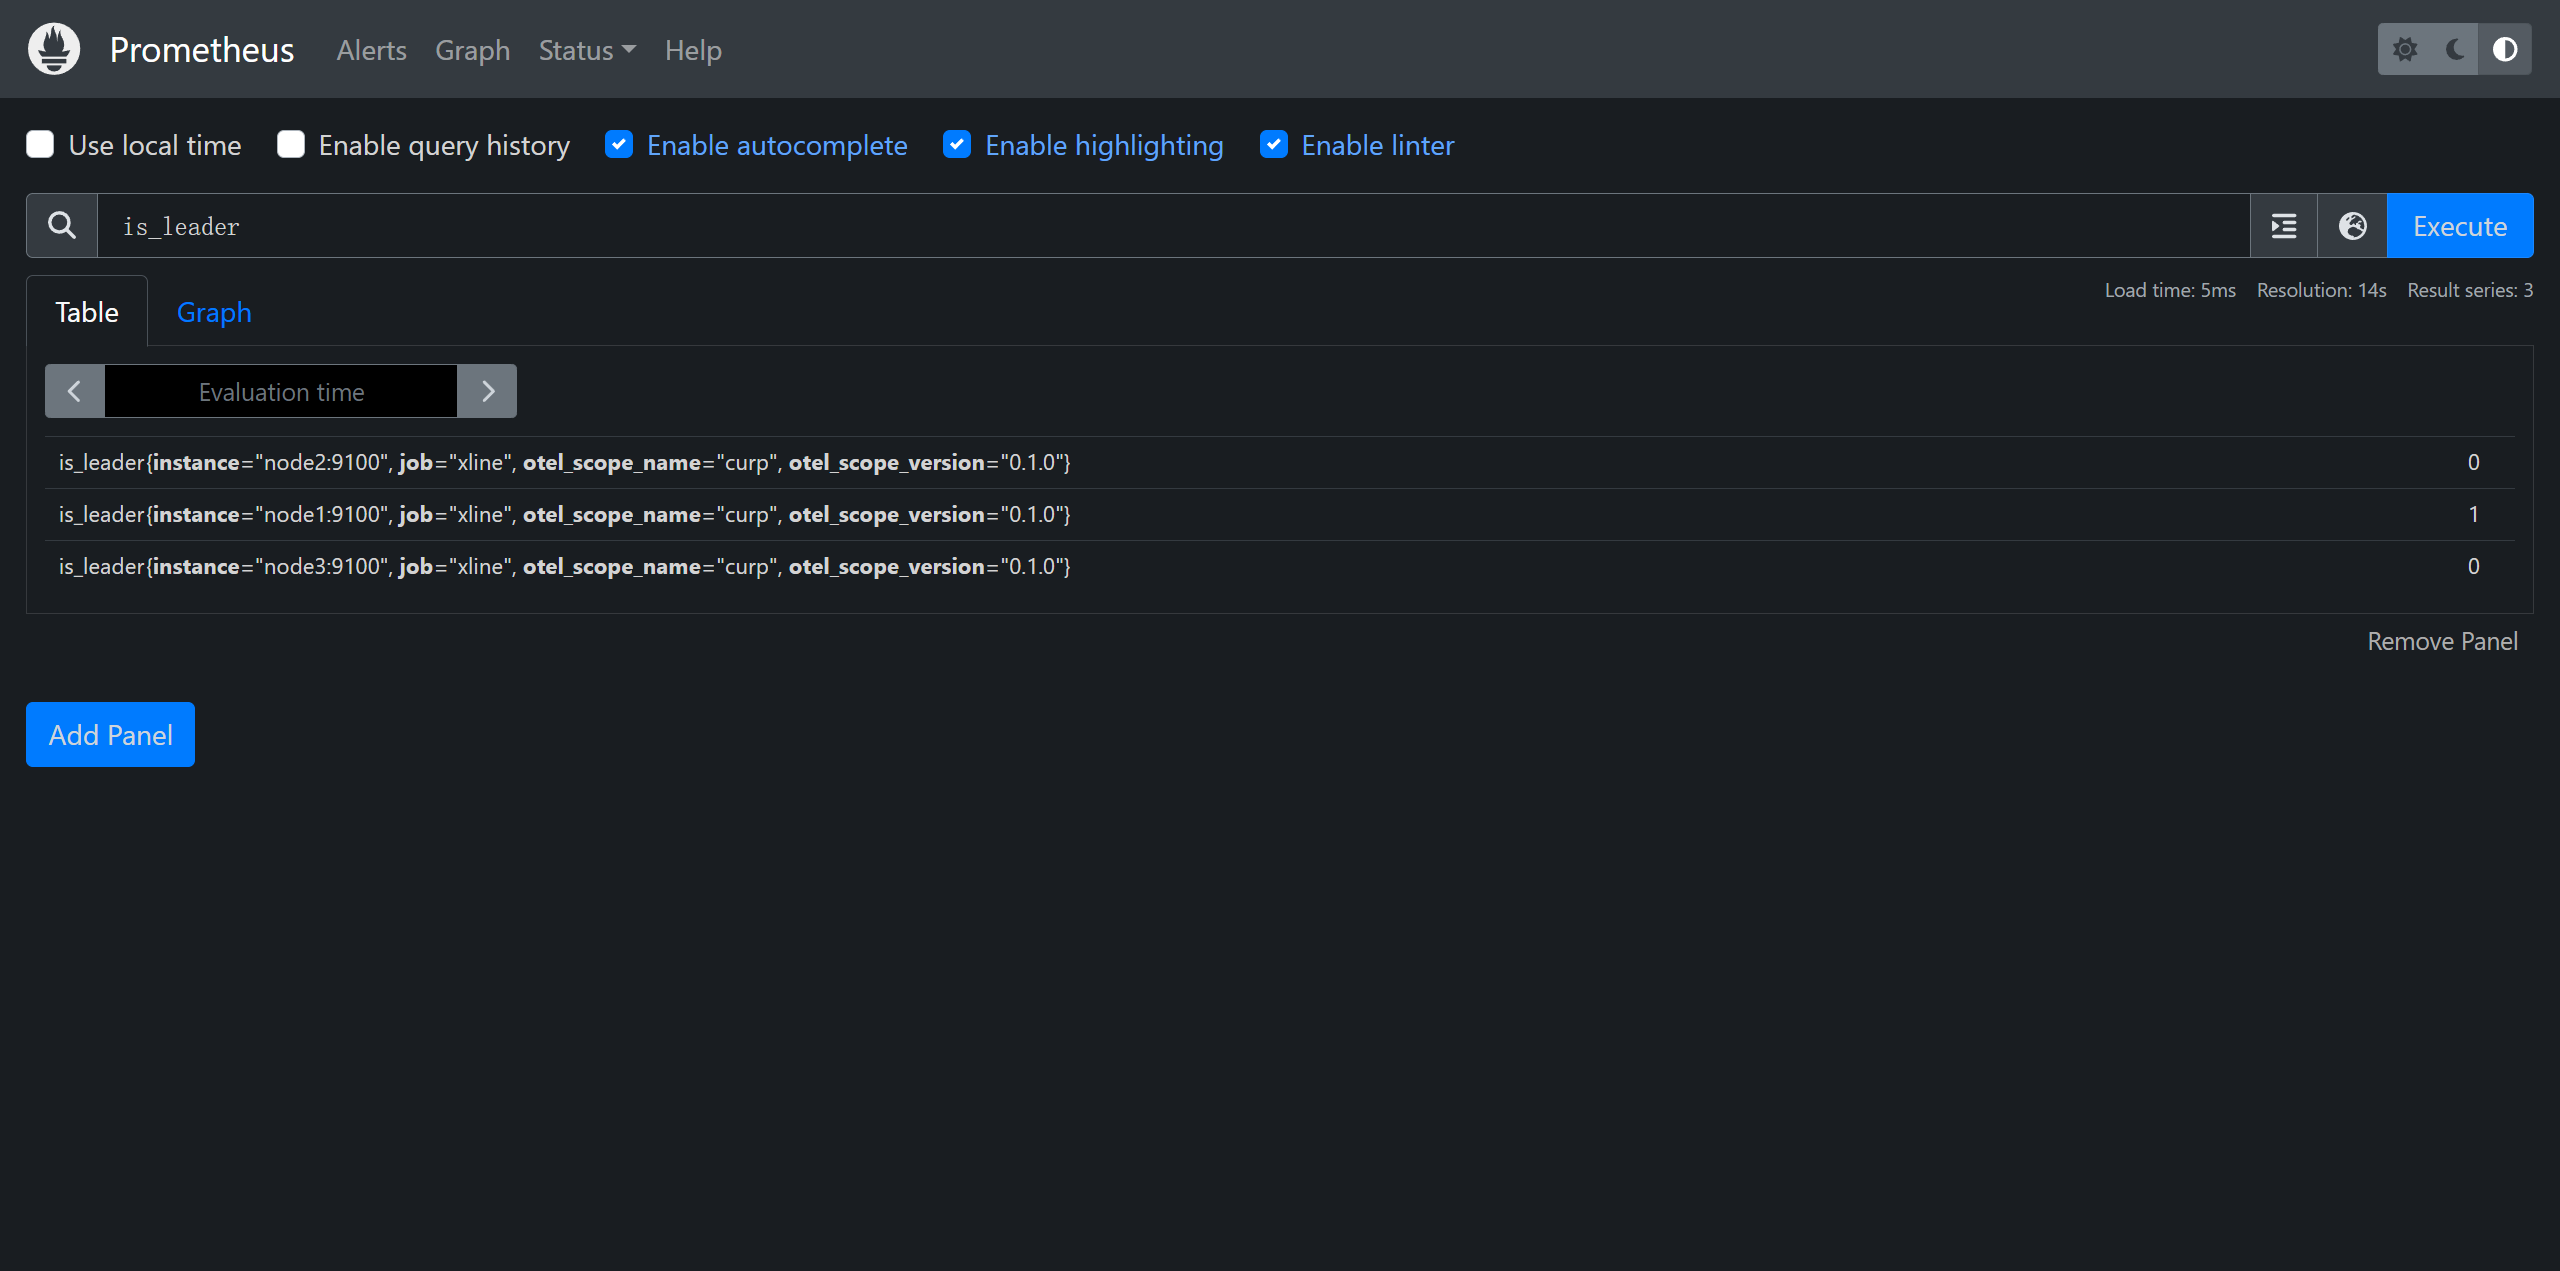 Prometheus Alerts Graph Status Help
Use local time Enable query history Enable autocomplete Enable highlighting Enable linter
is_leader Execute
Table Graph Load time: 5ms Resolution: 14s Result series: 3
Evaluation time
is_leader{instance="node2:9100", job="xline", otel_scope_name="curp", otel_scope_version="0.1.0"} 0
is_leader{instance="node1:9100", job="xline", otel_scope_name="curp", otel_scope_version="0.1.0"} 1
is_leader{instance="node3:9100", job="xline", otel_scope_name="curp", otel_scope_version="0.1.0"} 0
Remove Panel
Add Panel